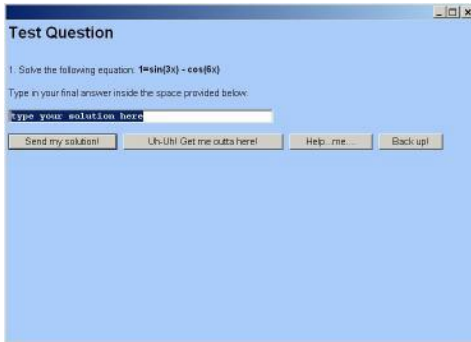 Test Question
1. Solve the following equation: 1=sin(3x) - cos(6x)
Type in your final answer inside the space provided below.
type your solution here
Send my solution! Uh-Uh! Get me outta here! Help...me.... Back up!